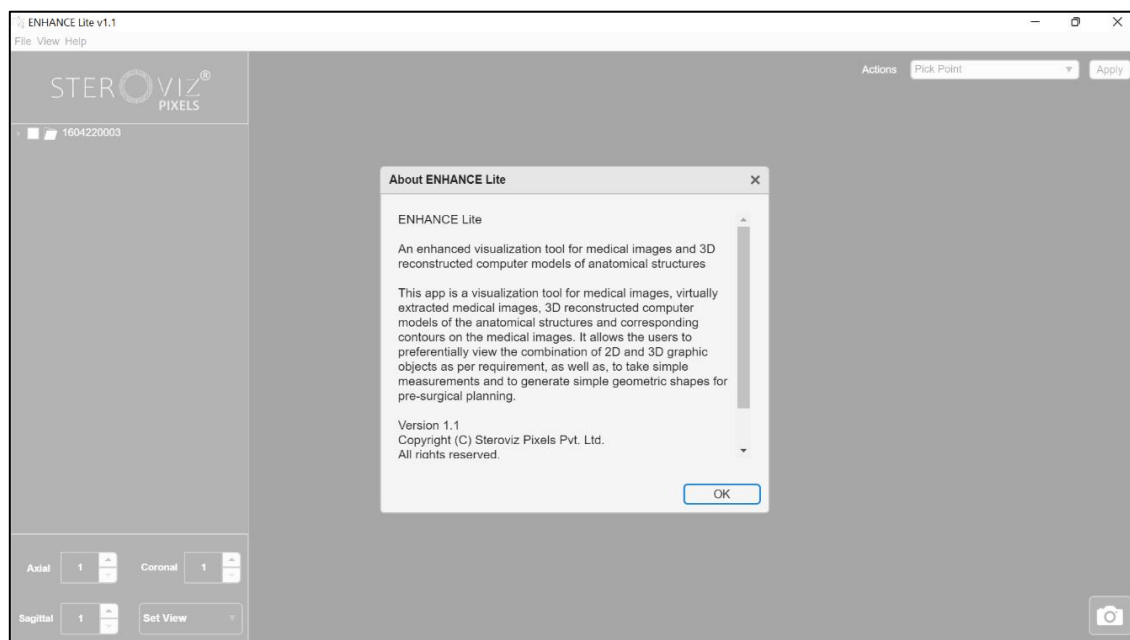 ENHANCE Lite v1.1
File View Help
STEROVIZ®
PIXELS
Actions Pick Point Apply
1604220003
About ENHANCE Lite
ENHANCE Lite
An enhanced visualization tool for medical images and 3D
reconstructed computer models of anatomical structures
This app is a visualization tool for medical images, virtually
extracted medical images, 3D reconstructed computer
models of the anatomical structures and corresponding
contours on the medical images. It allows the users to
preferentially view the combination of 2D and 3D graphic
objects as per requirement, as well as, to take simple
measurements and to generate simple geometric shapes for
pre-surgical planning.
Version 1.1
Copyright (C) Steroviz Pixels Pvt. Ltd.
All rights reserved.
OK
Axial 1 Coronal 1
Sagittal 1 Set View